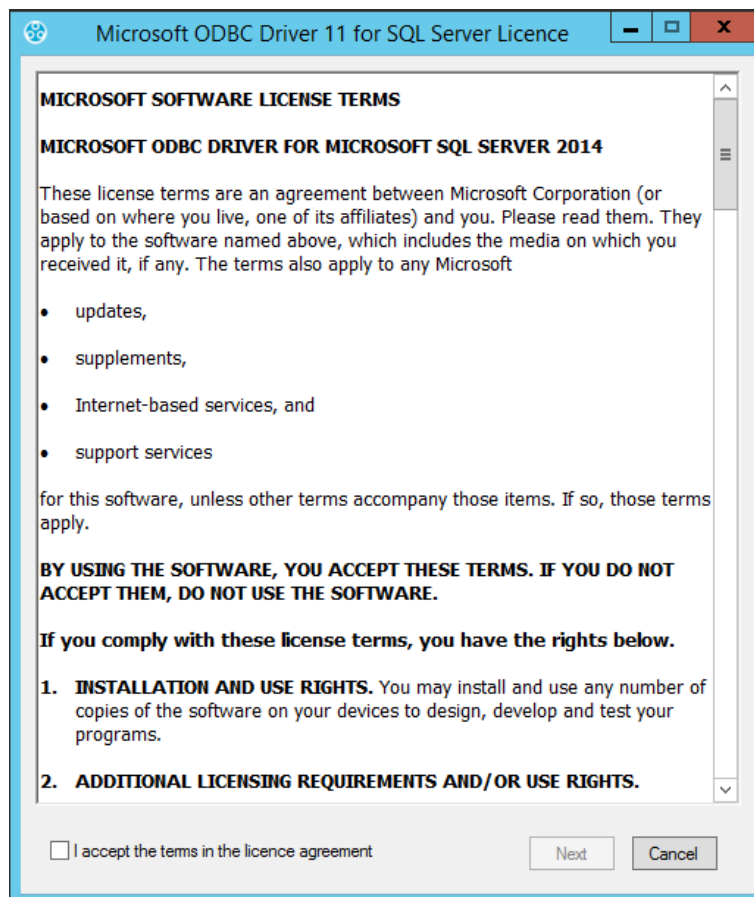 Microsoft ODBC Driver 11 for SQL Server Licence
MICROSOFT SOFTWARE LICENSE TERMS
MICROSOFT ODBC DRIVER FOR MICROSOFT SQL SERVER 2014
These license terms are an agreement between Microsoft Corporation (or
based on where you live, one of its affiliates) and you. Please read them. They
apply to the software named above, which includes the media on which you
received it, if any. The terms also apply to any Microsoft
• updates,
• supplements,
• Internet-based services, and
• support services
for this software, unless other terms accompany those items. If so, those terms
apply.
BY USING THE SOFTWARE, YOU ACCEPT THESE TERMS. IF YOU DO NOT
ACCEPT THEM, DO NOT USE THE SOFTWARE.
If you comply with these license terms, you have the rights below.
1. INSTALLATION AND USE RIGHTS. You may install and use any number of
copies of the software on your devices to design, develop and test your
programs.
2. ADDITIONAL LICENSING REQUIREMENTS AND/OR USE RIGHTS.
I accept the terms in the licence agreement
Next
Cancel